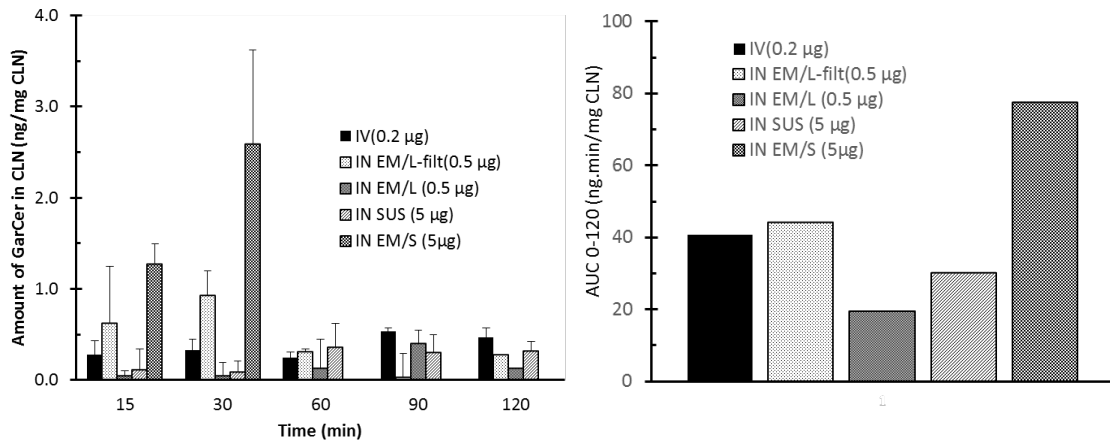 Amount of GarCer in CLN (ng/mg CLN)
4.0
3.0
2.0
1.0
0.0
IV(0.2 μg)
IN EM/L-filt(0.5 μg)
IN EM/L (0.5 μg)
IN SUS (5 μg)
IN EM/S (5μg)
15 30 60 90 120
Time (min)
AUC 0-120 (ng.min/mg CLN)
100
80
60
40
20
0
IV(0.2 μg)
IN EM/L-filt(0.5 μg)
IN EM/L (0.5 μg)
IN SUS (5 μg)
IN EM/S (5μg)
1